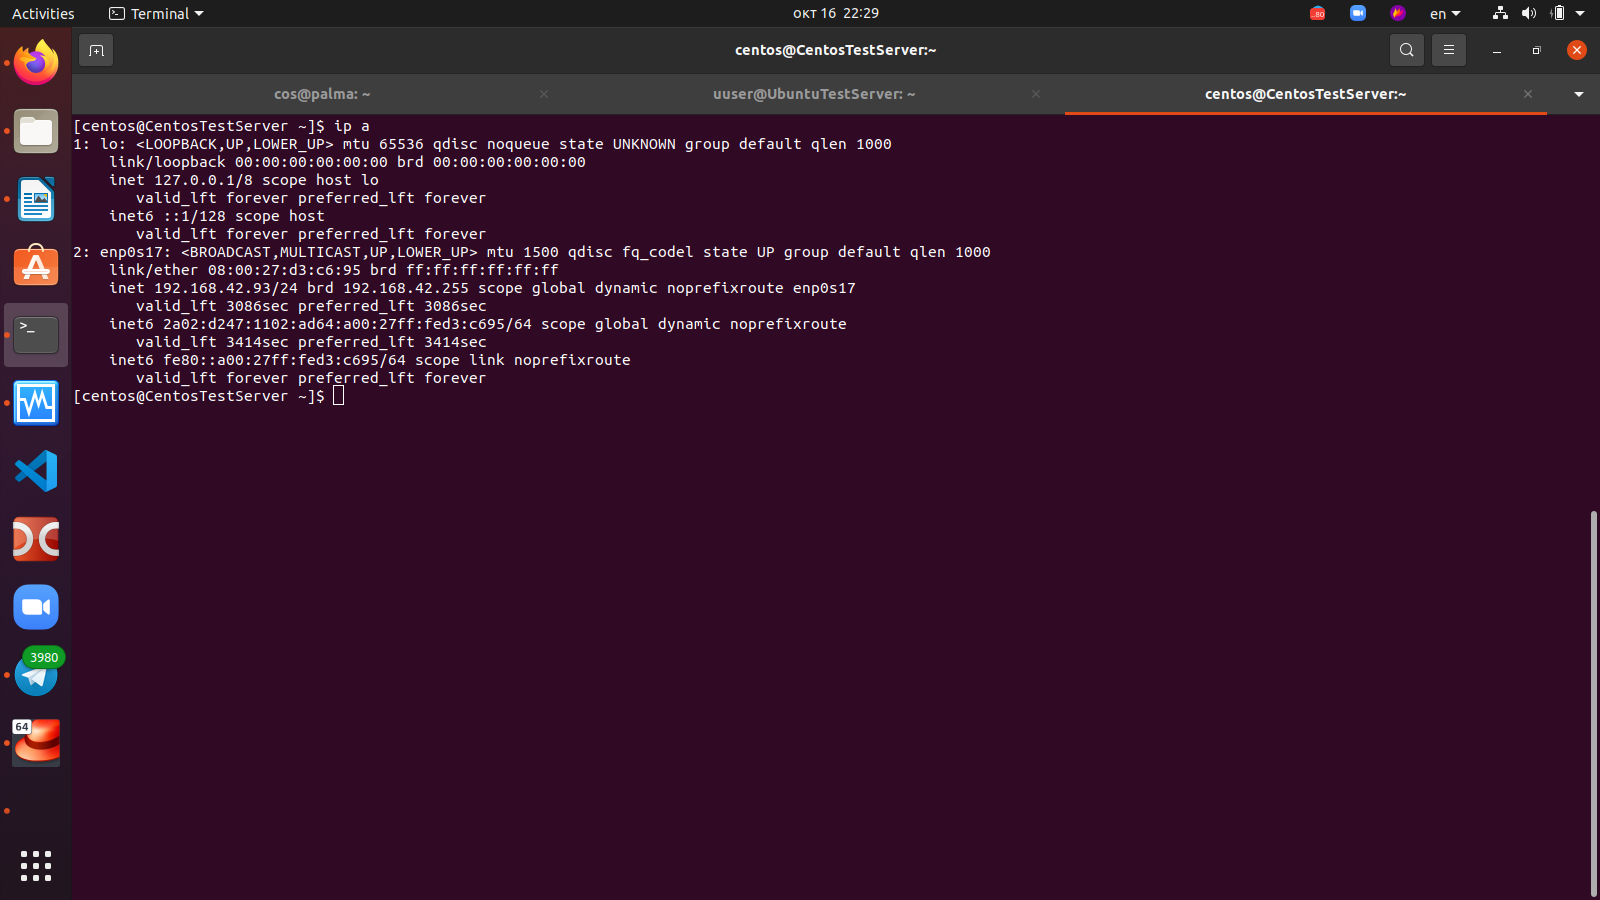 Activities
Terminal
окт 16 22:29
80
en
centos@CentosTestServer:~
cos@palma: ~
uuser@UbuntuTestServer: ~
centos@CentosTestServer:~
[centos@CentosTestServer ~]$ ip a
1: lo: <LOOPBACK,UP,LOWER_UP> mtu 65536 qdisc noqueue state UNKNOWN group default qlen 1000
    link/loopback 00:00:00:00:00:00 brd 00:00:00:00:00:00
    inet 127.0.0.1/8 scope host lo
       valid_lft forever preferred_lft forever
    inet6 ::1/128 scope host
       valid_lft forever preferred_lft forever
2: enp0s17: <BROADCAST,MULTICAST,UP,LOWER_UP> mtu 1500 qdisc fq_codel state UP group default qlen 1000
    link/ether 08:00:27:d3:c6:95 brd ff:ff:ff:ff:ff:ff
    inet 192.168.42.93/24 brd 192.168.42.255 scope global dynamic noprefixroute enp0s17
       valid_lft 3086sec preferred_lft 3086sec
    inet6 2a02:d247:1102:ad64:a00:27ff:fed3:c695/64 scope global dynamic noprefixroute
       valid_lft 3414sec preferred_lft 3414sec
    inet6 fe80::a00:27ff:fed3:c695/64 scope link noprefixroute
       valid_lft forever preferred_lft forever
[centos@CentosTestServer ~]$
>_
3980
64